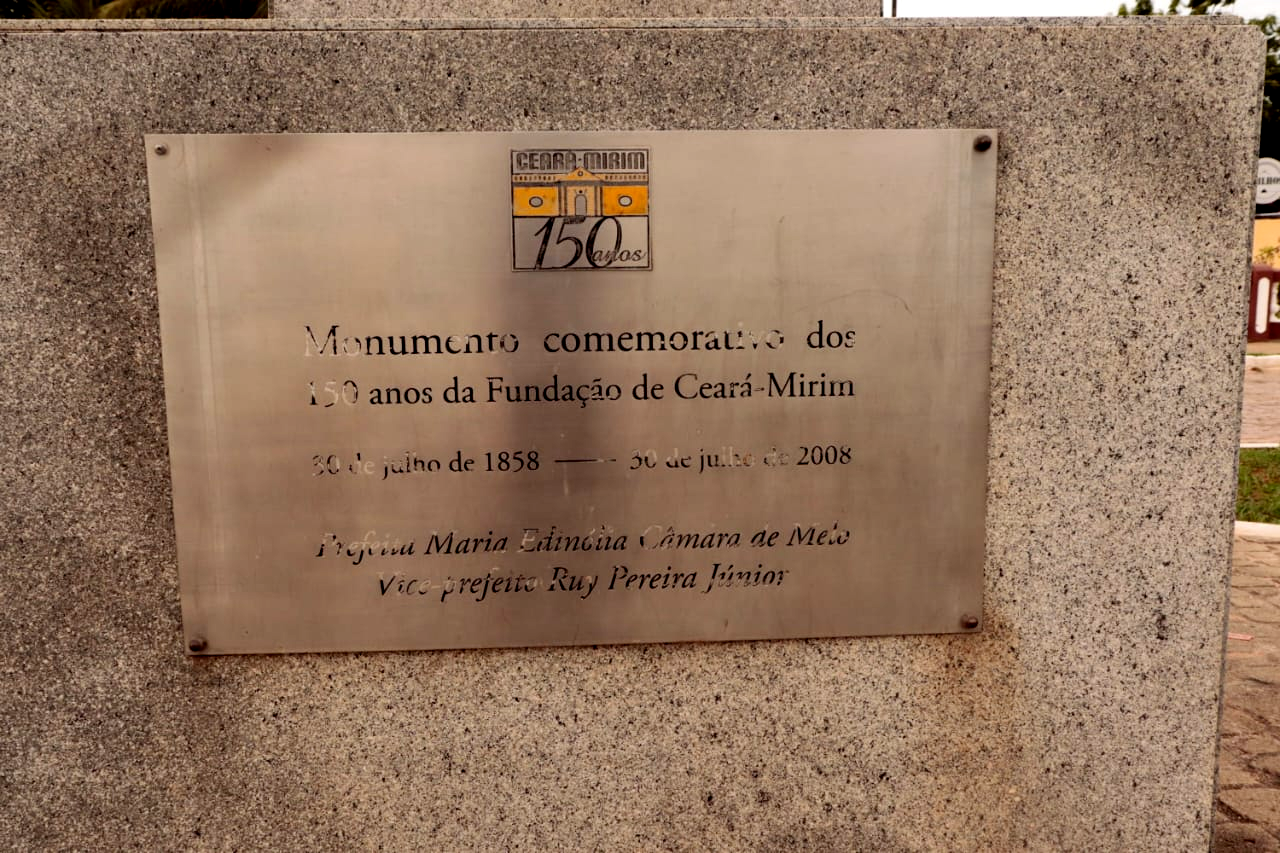 CEARÁ-MIRIM
150 anos
Monumento comemorativo dos
150 anos da Fundação de Ceará-Mirim
30 de julho de 1858 —— 30 de julho de 2008
Prefeita Maria Edinólia Câmara de Melo
Vice-prefeito Ruy Pereira Júnior